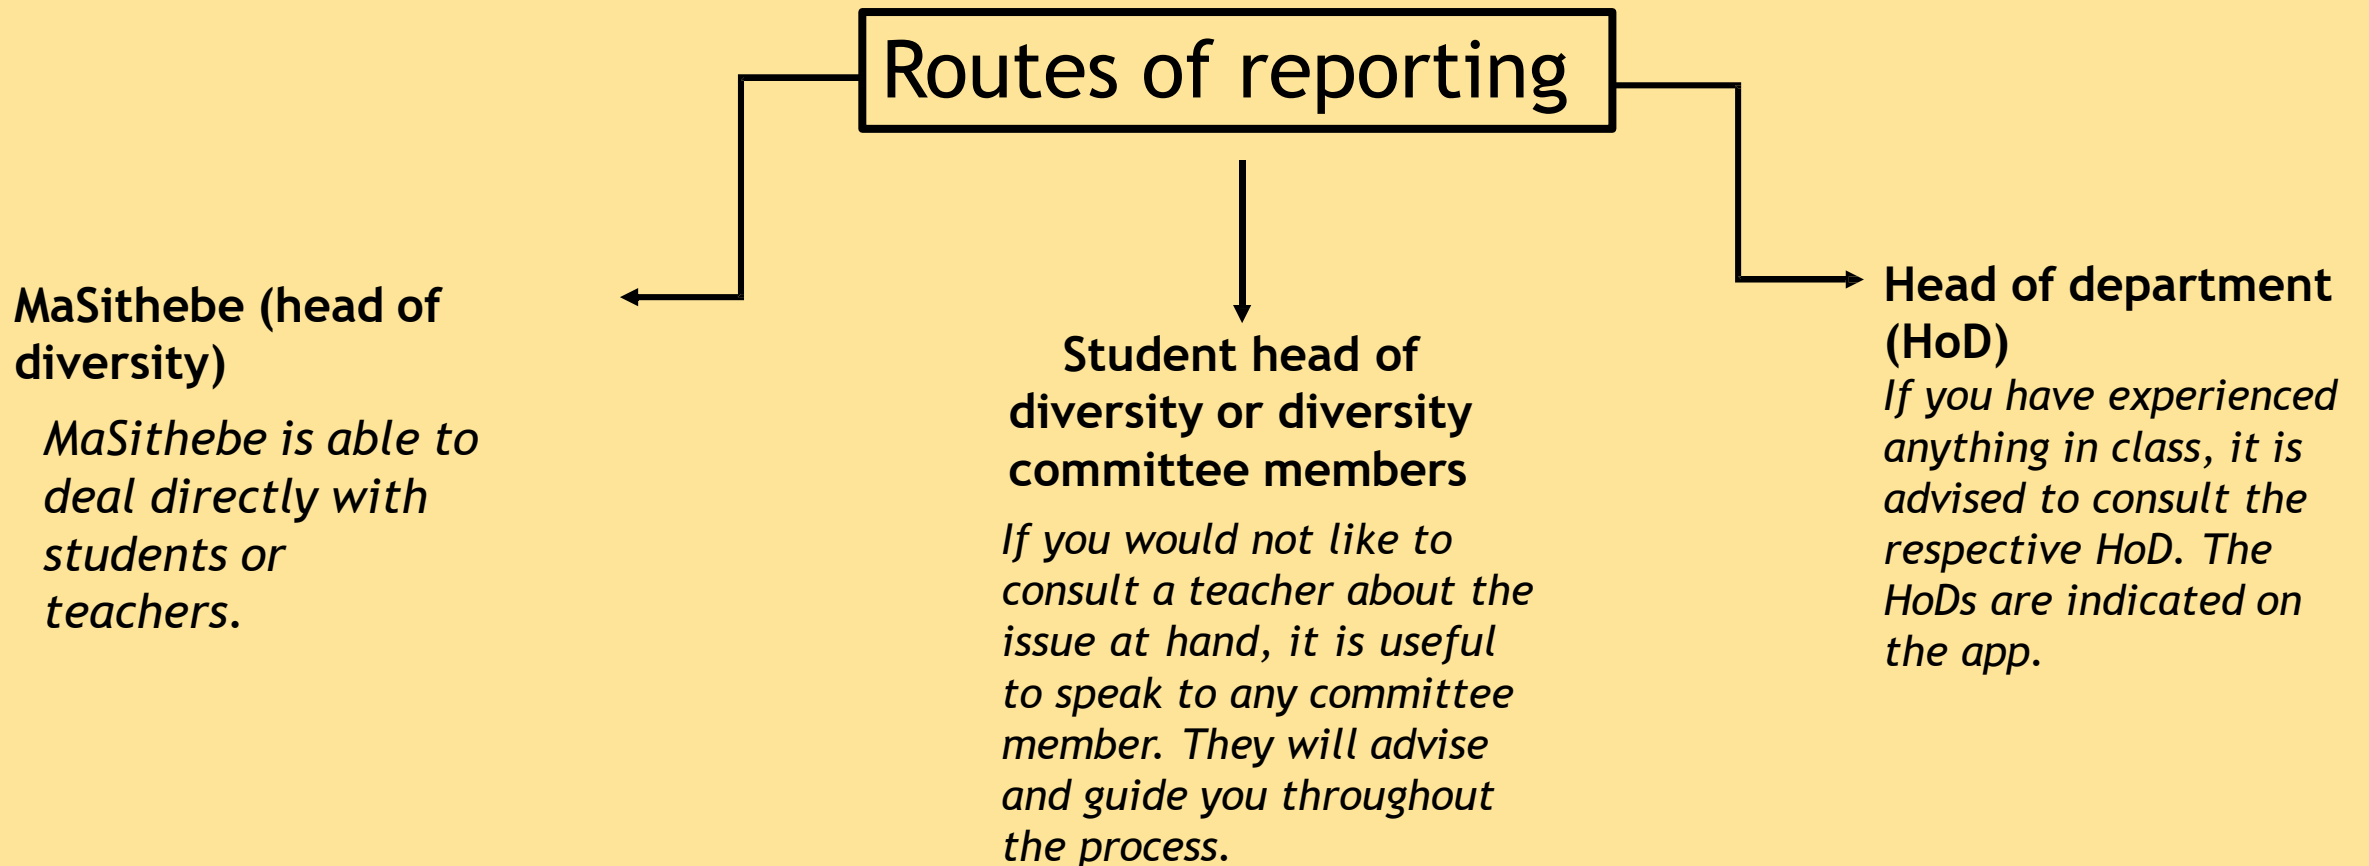 Routes of reporting
MaSithebe (head of
diversity)
MaSithebe is able to
deal directly with
students or
teachers.
Student head of
diversity or diversity
committee members
If you would not like to
consult a teacher about the
issue at hand, it is useful
to speak to any committee
member. They will advise
and guide you throughout
the process.
Head of department
(HoD)
If you have experienced
anything in class, it is
advised to consult the
respective HoD. The
HoDs are indicated on
the app.